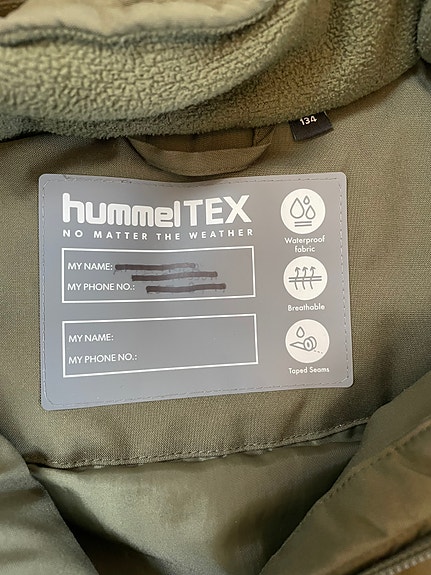 134
hummelTEX
NO MATTER THE WEATHER
MY NAME:
MY PHONE NO.:
MY NAME:
MY PHONE NO.:
Waterproof
fabric
Breathable
Taped Seams